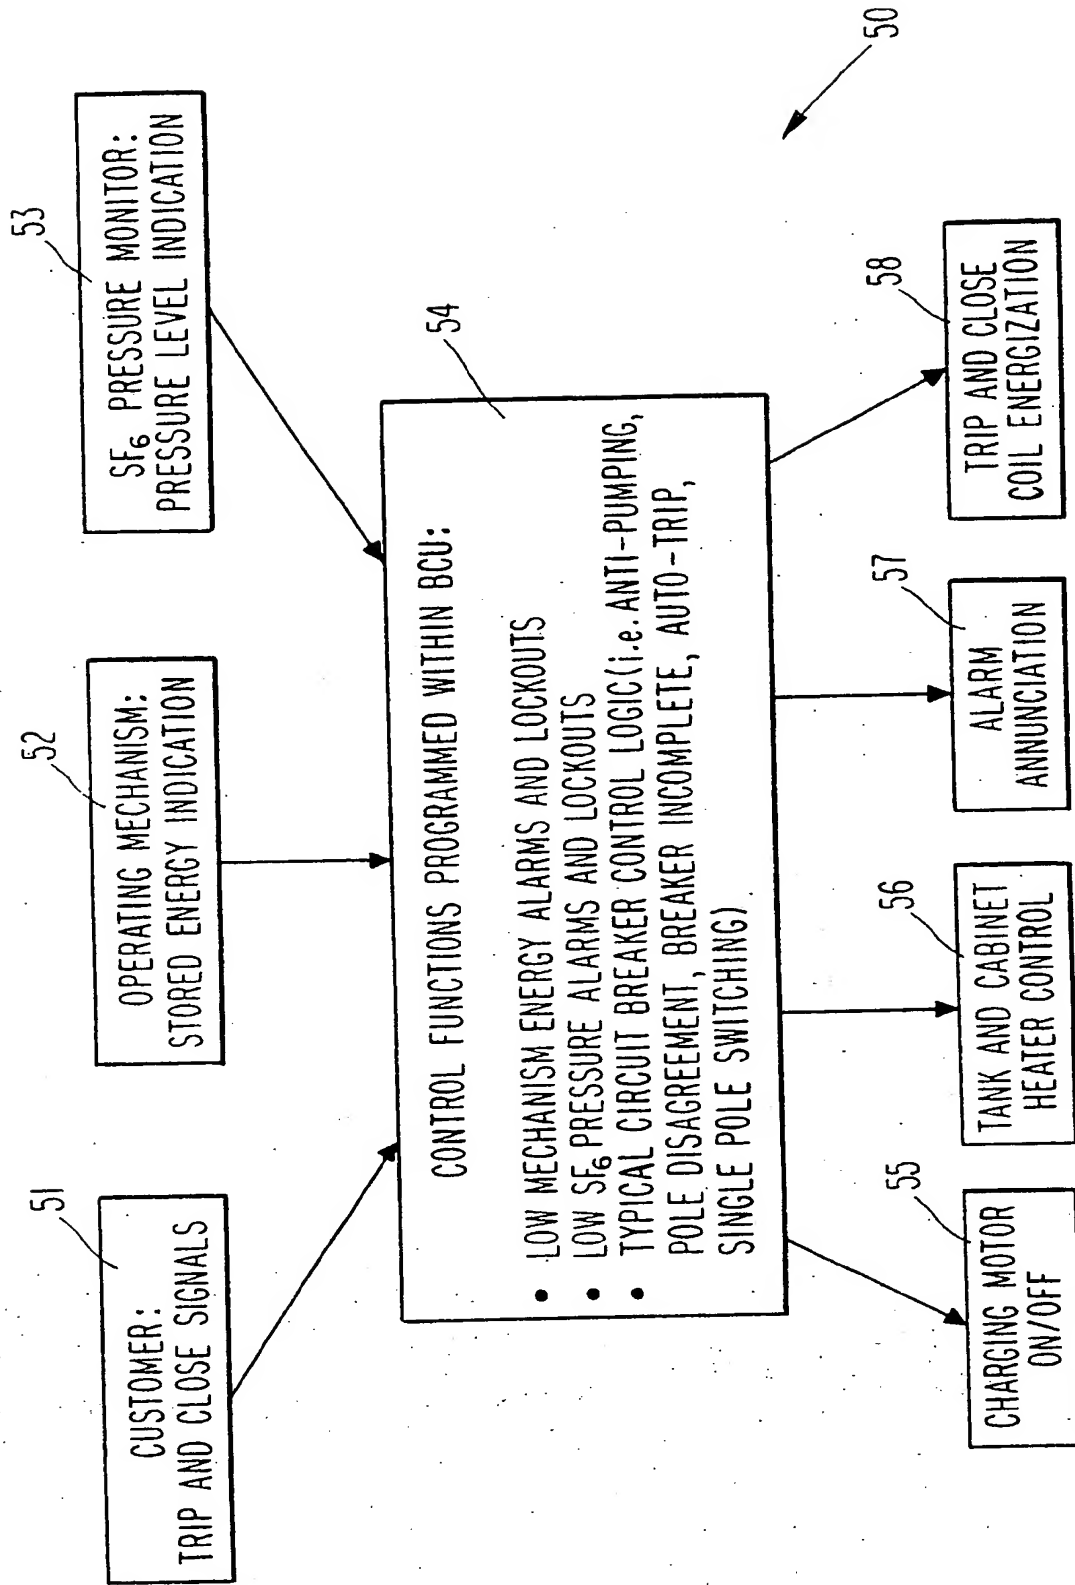 51
CUSTOMER:
TRIP AND CLOSE SIGNALS
52
OPERATING MECHANISM:
STORED ENERGY INDICATION
53
SF₆ PRESSURE MONITOR:
PRESSURE LEVEL INDICATION
54
CONTROL FUNCTIONS PROGRAMMED WITHIN BCU:
• LOW MECHANISM ENERGY ALARMS AND LOCKOUTS
• LOW SF₆ PRESSURE ALARMS AND LOCKOUTS
• TYPICAL CIRCUIT BREAKER CONTROL LOGIC(i.e. ANTI-PUMPING,
POLE DISAGREEMENT, BREAKER INCOMPLETE, AUTO-TRIP,
SINGLE POLE SWITCHING)
55
CHARGING MOTOR
ON/OFF
56
TANK AND CABINET
HEATER CONTROL
57
ALARM
ANNUNCIATION
58
TRIP AND CLOSE
COIL ENERGIZATION
50